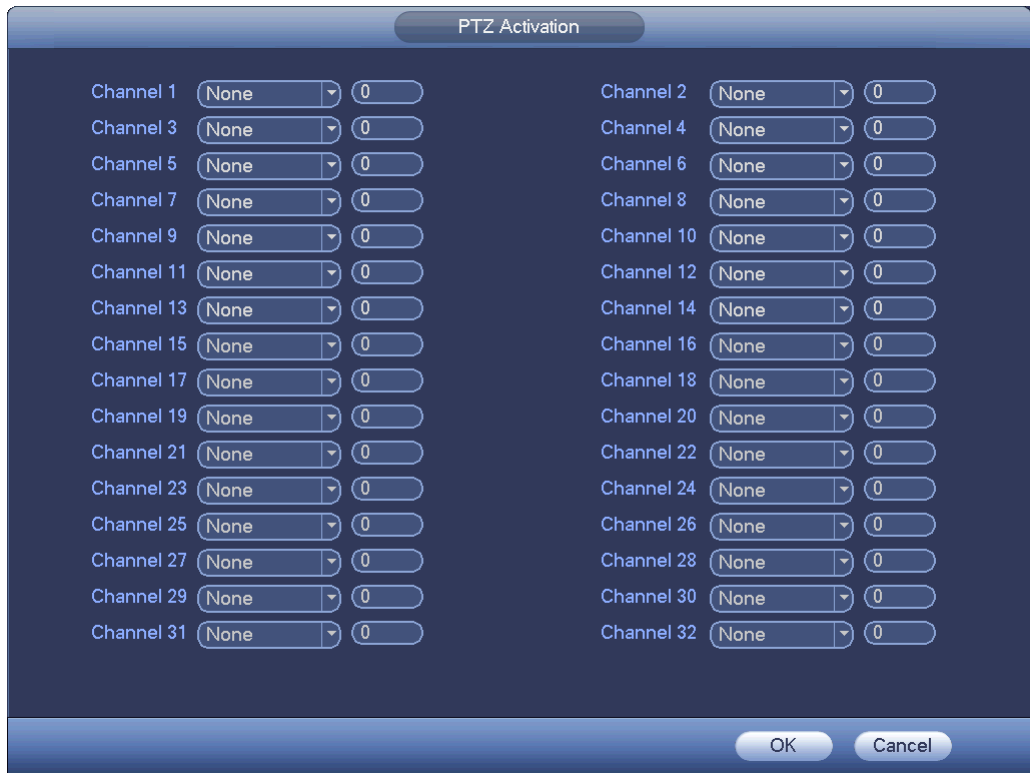 PTZ Activation
Channel 1 None 0 Channel 2 None 0
Channel 3 None 0 Channel 4 None 0
Channel 5 None 0 Channel 6 None 0
Channel 7 None 0 Channel 8 None 0
Channel 9 None 0 Channel 10 None 0
Channel 11 None 0 Channel 12 None 0
Channel 13 None 0 Channel 14 None 0
Channel 15 None 0 Channel 16 None 0
Channel 17 None 0 Channel 18 None 0
Channel 19 None 0 Channel 20 None 0
Channel 21 None 0 Channel 22 None 0
Channel 23 None 0 Channel 24 None 0
Channel 25 None 0 Channel 26 None 0
Channel 27 None 0 Channel 28 None 0
Channel 29 None 0 Channel 30 None 0
Channel 31 None 0 Channel 32 None 0
OK Cancel